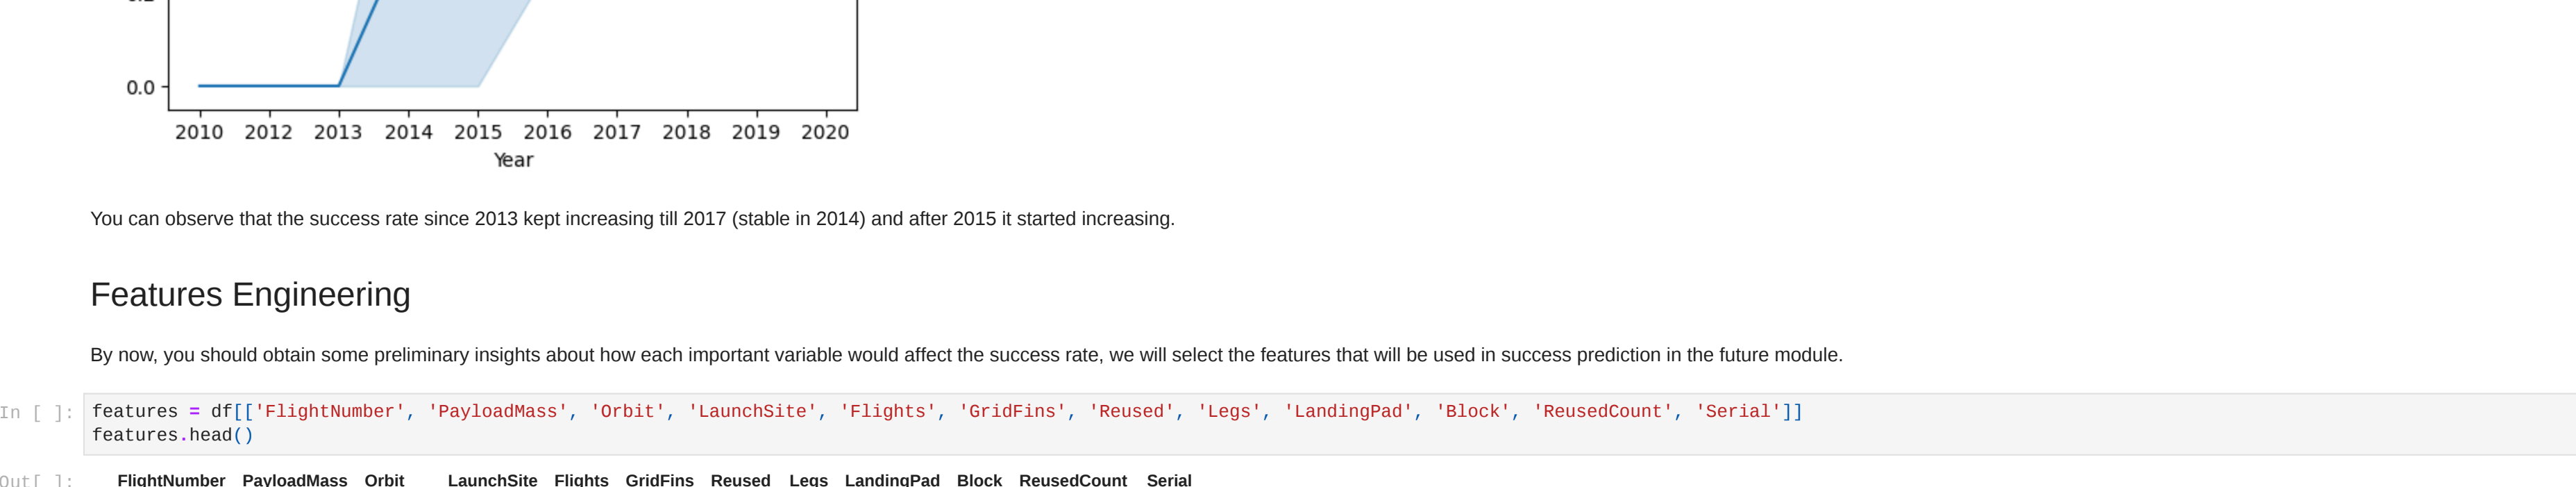 0.0
2010 2012 2013 2014 2015 2016 2017 2018 2019 2020
Year
You can observe that the success rate since 2013 kept increasing till 2017 (stable in 2014) and after 2015 it started increasing.
Features Engineering
By now, you should obtain some preliminary insights about how each important variable would affect the success rate, we will select the features that will be used in success prediction in the future module.
In [ ]: features = df[['FlightNumber', 'PayloadMass', 'Orbit', 'LaunchSite', 'Flights', 'GridFins', 'Reused', 'Legs', 'LandingPad', 'Block', 'ReusedCount', 'Serial']]
features.head()
Out[ ]: FlightNumber PayloadMass Orbit LaunchSite Flights GridFins Reused Legs LandingPad Block ReusedCount Serial